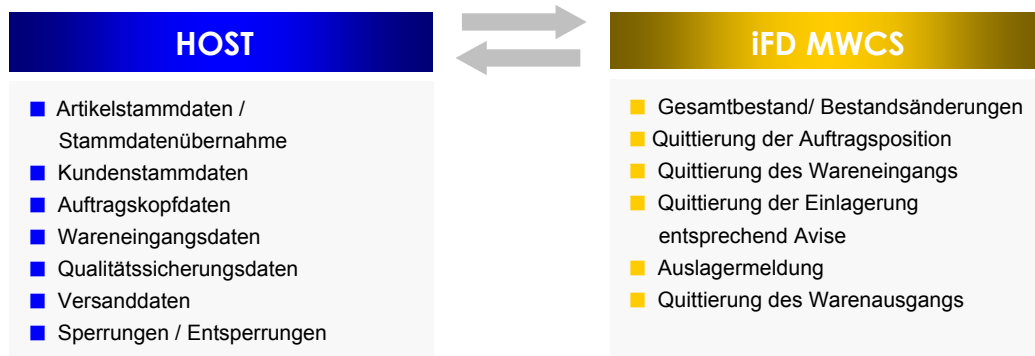 HOST
Artikelstammdaten /
Stammdatenübernahme
Kundenstammdaten
Auftragskopfdaten
Wareneingangsdaten
Qualitätssicherungsdaten
Versanddaten
Sperrungen / Entsperrungen
iFD MWCS
Gesamtbestand/ Bestandsänderungen
Quittierung der Auftragsposition
Quittierung des Wareneingangs
Quittierung der Einlagerung
entsprechend Avise
Auslagermeldung
Quittierung des Warenausgangs